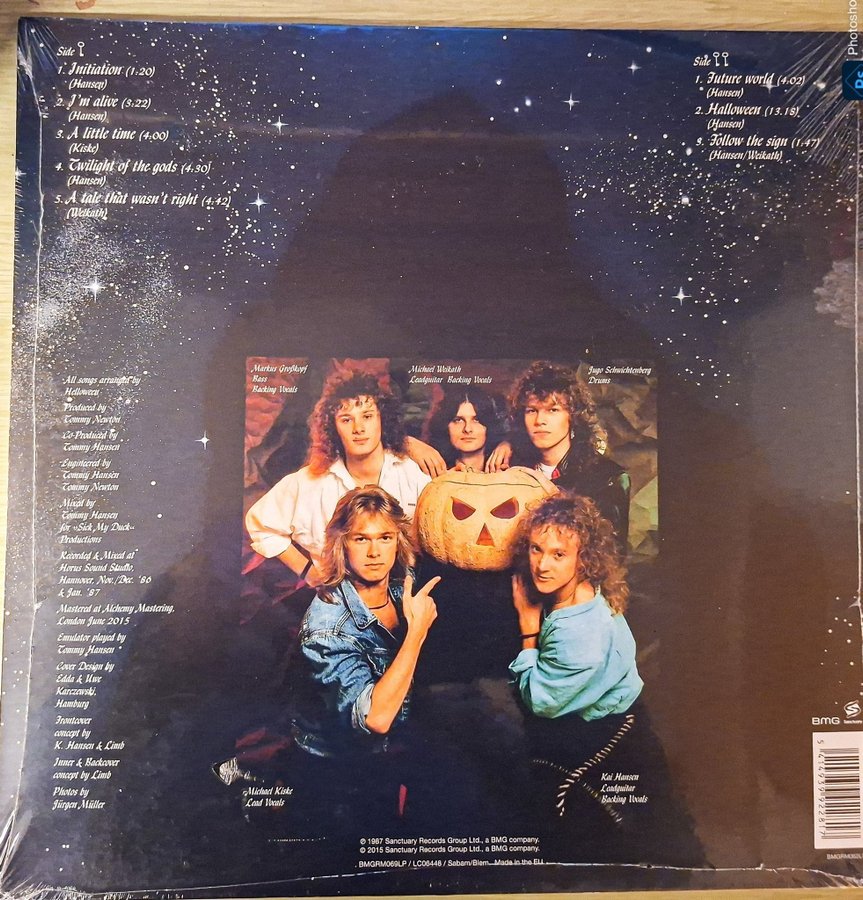 Side
1. Initiation (1:20)
(Hansen)
2. I'm alive (3:22)
(Hansen)
3. A little time (4:00)
(Kiske)
4. Twilight of the gods (4:30)
(Hansen)
5. A tale that wasn't right (4:42)
(Weikath)
Side
1. Future world (4:02)
(Hansen)
2. Halloween (13.18)
(Hansen)
3. Follow the sign (1:47)
(Hansen/Weikath)
Photosho
Ps
All songs arranged by
Helloween
Produced by
Tommy Newton
Co-Produced by
Tommy Hansen
Engineered by
Tommy Hansen
Tommy Newton
Mixed by
Tommy Hansen
for »Sick My Duck«
Productions
Recorded & Mixed at
Horus Sound Studio,
Hannover, Nov./Dec. '86
& Jan. '87
Mastered at Alchemy Mastering,
London June 2015
Emulator played by
Tommy Hansen
Cover Design by
Edda & Uwe
Karczewski,
Hamburg
Frontcover
concept by
K. Hansen & Limb
Inner & Backcover
concept by Limb
Photos by
Jürgen Müller
Markus Großkopf
Bass
Backing Vocals
Michael Weikath
Leadguitar Backing Vocals
Jugo Schwichtenberg
Drums
Michael Kiske
Lead Vocals
Kai Hansen
Leadguitar
Backing Vocals
BMG
Sanctuary
℗ 1987 Sanctuary Records Group Ltd., a BMG company.
© 2015 Sanctuary Records Group Ltd., a BMG company.
BMGRM069LP / LC06448 / Sabam/Biem. Made in the EU.